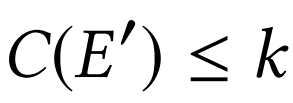 C(E′) ≤ k